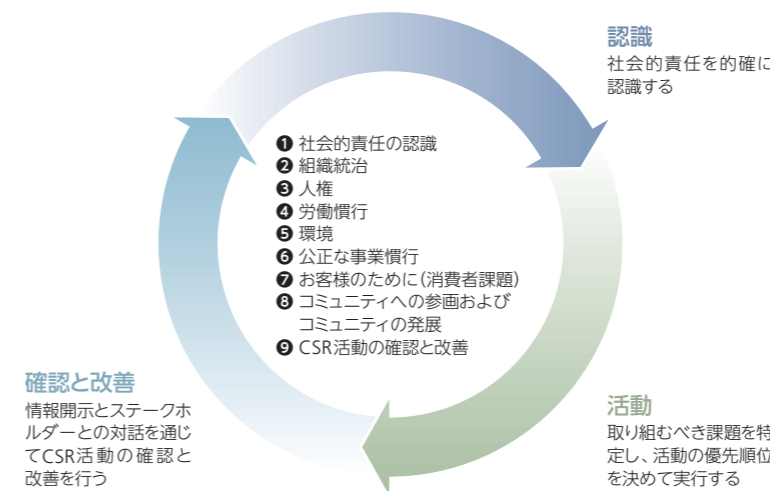 認識
社会的責任を的確に
認識する
❶ 社会的責任の認識
❷ 組織統治
❸ 人権
❹ 労働慣行
❺ 環境
❻ 公正な事業慣行
❼ お客様のために(消費者課題)
❽ コミュニティへの参画および
コミュニティの発展
❾ CSR活動の確認と改善
確認と改善
情報開示とステークホ
ルダーとの対話を通じ
てCSR活動の確認と
改善を行う
活動
取り組むべき課題を特
定し、活動の優先順位
を決めて実行する